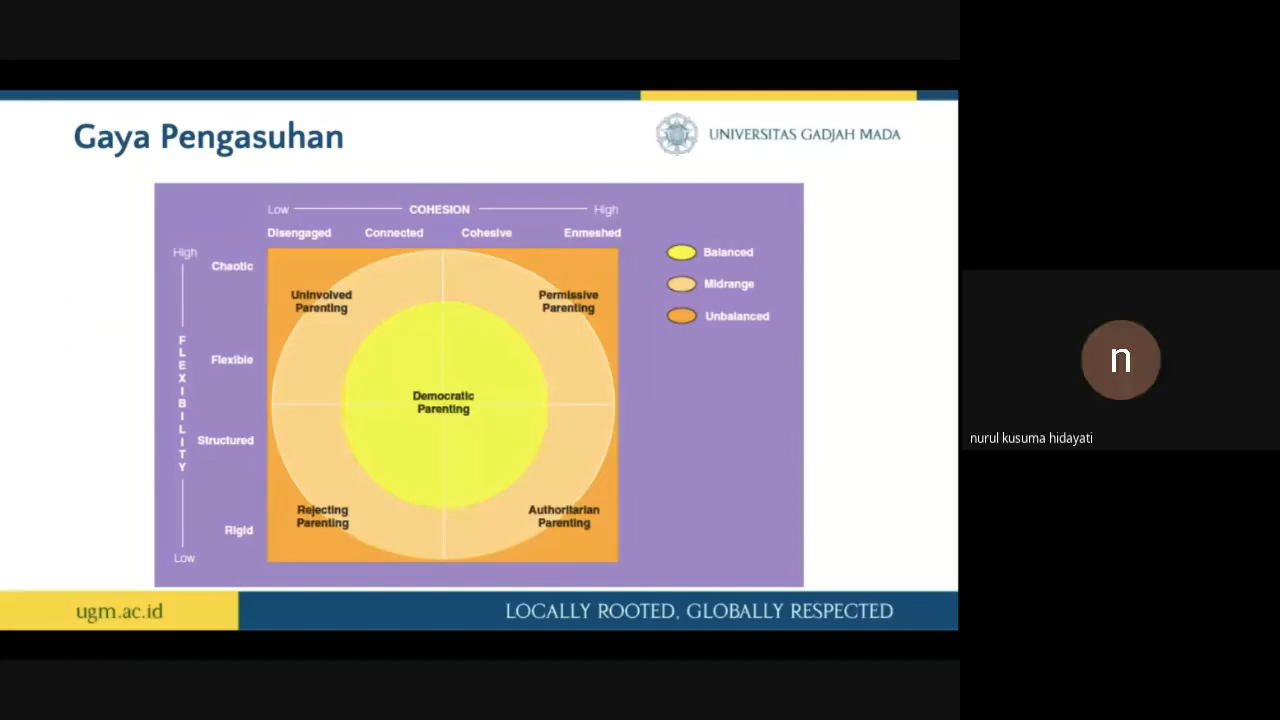 Gaya Pengasuhan
UNIVERSITAS GADJAH MADA
Low COHESION High
Disengaged Connected Cohesive Enmeshed
High
FLEXIBILITY
Low
Chaotic
Flexible
Structured
Rigid
Uninvolved
Parenting
Permissive
Parenting
Democratic
Parenting
Rejecting
Parenting
Authoritarian
Parenting
Balanced
Midrange
Unbalanced
ugm.ac.id
LOCALLY ROOTED, GLOBALLY RESPECTED
n
nurul kusuma hidayati